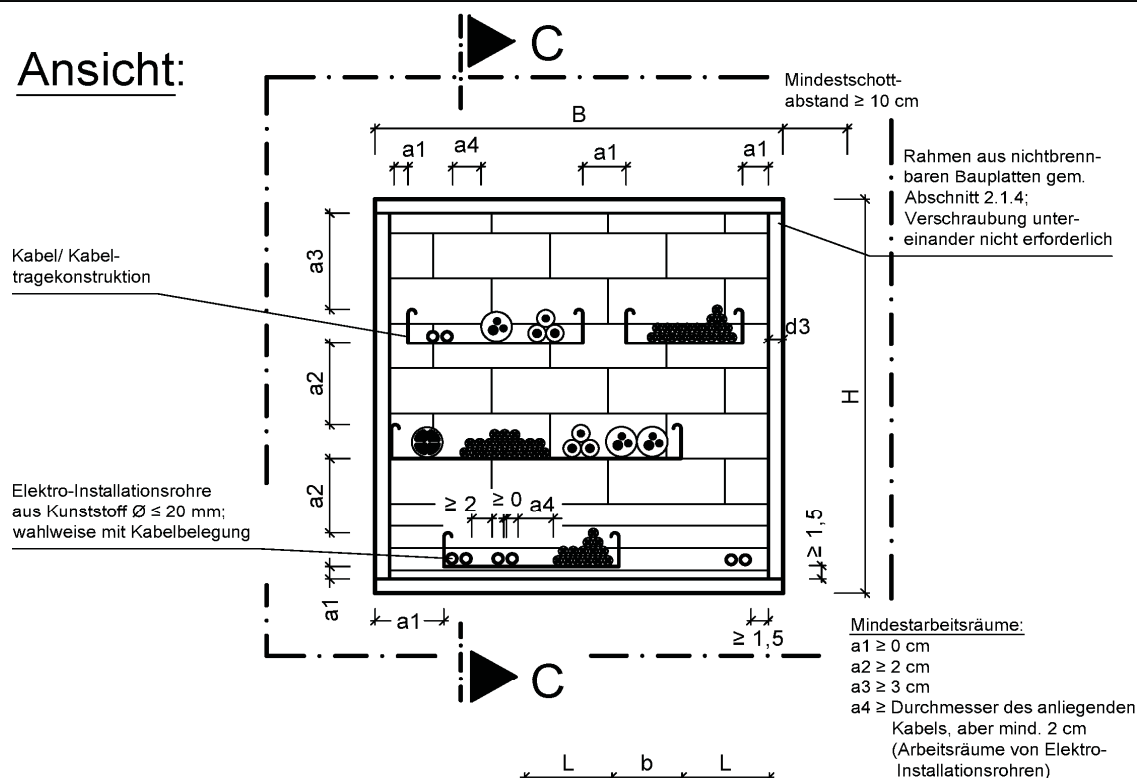 C
Ansicht:
Mindestschott-
abstand ≥ 10 cm
B
a1
a4
a1
a1
Rahmen aus nichtbrenn-
baren Bauplatten gem.
Abschnitt 2.1.4;
Verschraubung unter-
einander nicht erforderlich
Kabel/ Kabel-
tragekonstruktion
a3
d3
a2
H
Elektro-Installationsrohre
aus Kunststoff Ø ≤ 20 mm;
wahlweise mit Kabelbelegung
a2
≥ 2
≥ 0
a4
≥ 1,5
a1
a1
≥ 1,5
C
Mindestarbeitsräume:
a1 ≥ 0 cm
a2 ≥ 2 cm
a3 ≥ 3 cm
a4 ≥ Durchmesser des anliegenden
Kabels, aber mind. 2 cm
(Arbeitsräume von Elektro-
Installationsrohren)
L
b
L